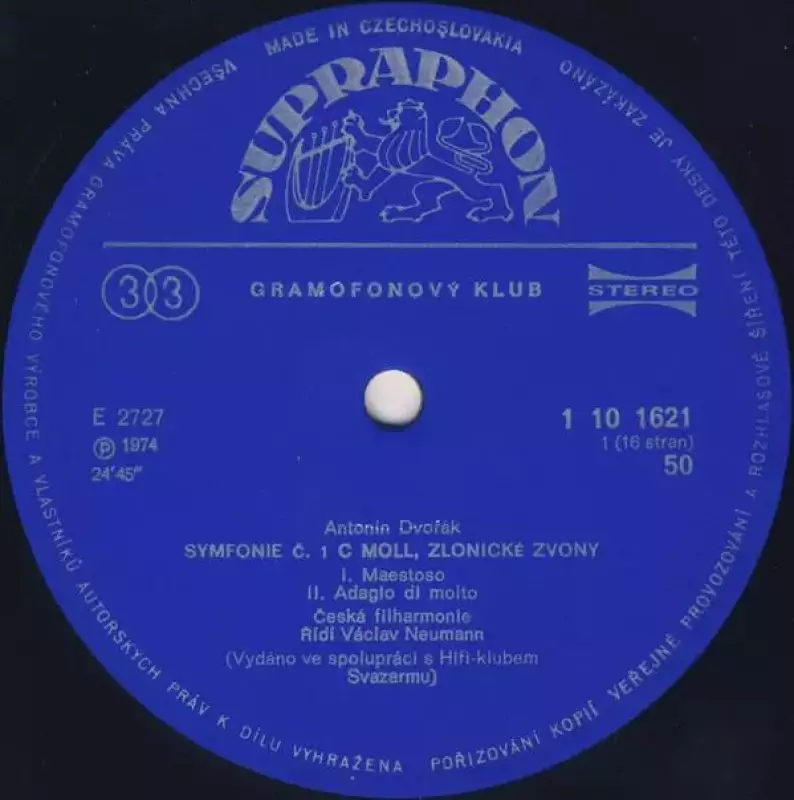 MADE IN CZECHOSLOVAKIA
SUPRAPHON
33
GRAMOFONOVÝ KLUB
STEREO
E 2727
Ⓟ 1974
24'45"
1 10 1621
1 (16 stran)
50
Antonín Dvořák
SYMFONIE Č. 1 C MOLL, ZLONICKÉ ZVONY
I. Maestoso
II. Adagio di molto
Česká filharmonie
Řídí Václav Neumann
(Vydáno ve spolupráci s Hifi-klubem
Svazarmu)
VŠECHNA PRÁVA GRAMOFONOVÉHO VÝROBCE A VLASTNÍKŮ AUTORSKÝCH PRÁV K DÍLU VYHRAŽENA POŘIZOVÁNÍ KOPIÍ VEŘEJNÉ PROVOZOVÁNÍ A ROZHLASOVÉ ŠÍŘENÍ TÉTO DESKY JE ZAKÁZÁNO